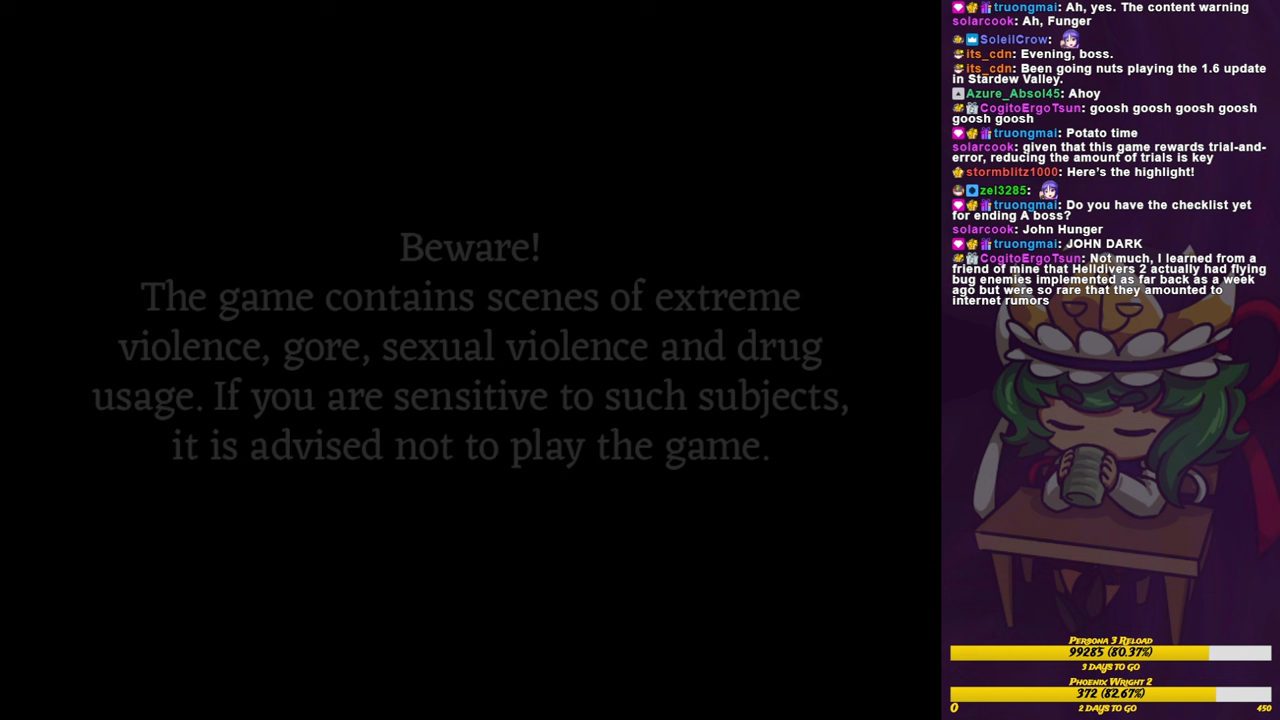 Beware!
The game contains scenes of extreme
violence, gore, sexual violence and drug
usage. If you are sensitive to such subjects,
it is advised not to play the game.
truongmai: Ah, yes. The content warning
solarcook: Ah, Funger
SoleilCrow:
its_cdn: Evening, boss.
its_cdn: Been going nuts playing the 1.6 update
in Stardew Valley.
Azure_Absol45: Ahoy
CogitoErgoTsun: goosh goosh goosh goosh
goosh goosh
truongmai: Potato time
solarcook: given that this game rewards trial-and-
error, reducing the amount of trials is key
stormblitz1000: Here's the highlight!
zel3285:
truongmai: Do you have the checklist yet
for ending A boss?
solarcook: John Hunger
truongmai: JOHN DARK
CogitoErgoTsun: Not much, I learned from a
friend of mine that Helldivers 2 actually had flying
bug enemies implemented as far back as a week
ago but were so rare that they amounted to
internet rumors
Persona 3 Reload
99285 (80.37%)
9 DAYS TO GO
Phoenix Wright 2
372 (82.67%)
0 2 DAYS TO GO 450